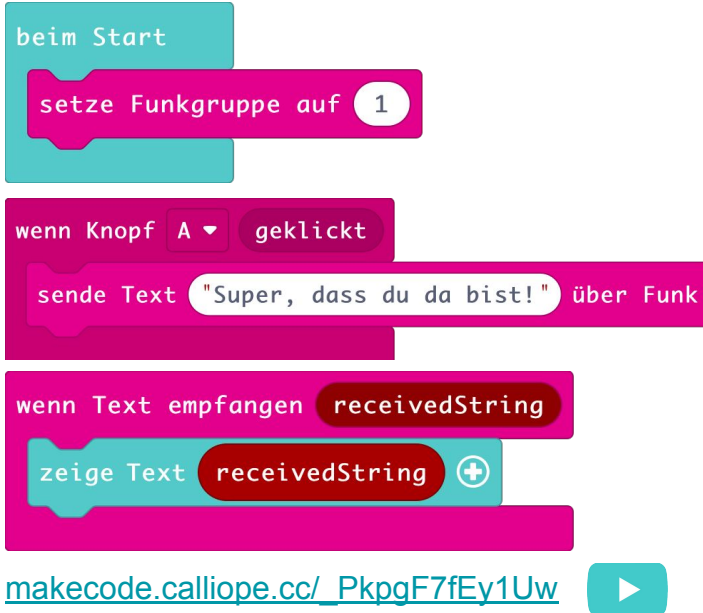 beim Start
setze Funkgruppe auf 1
wenn Knopf A geklickt
sende Text "Super, dass du da bist!" über Funk
wenn Text empfangen receivedString
zeige Text receivedString
makecode.calliope.cc/_PkpgF7fEy1Uw